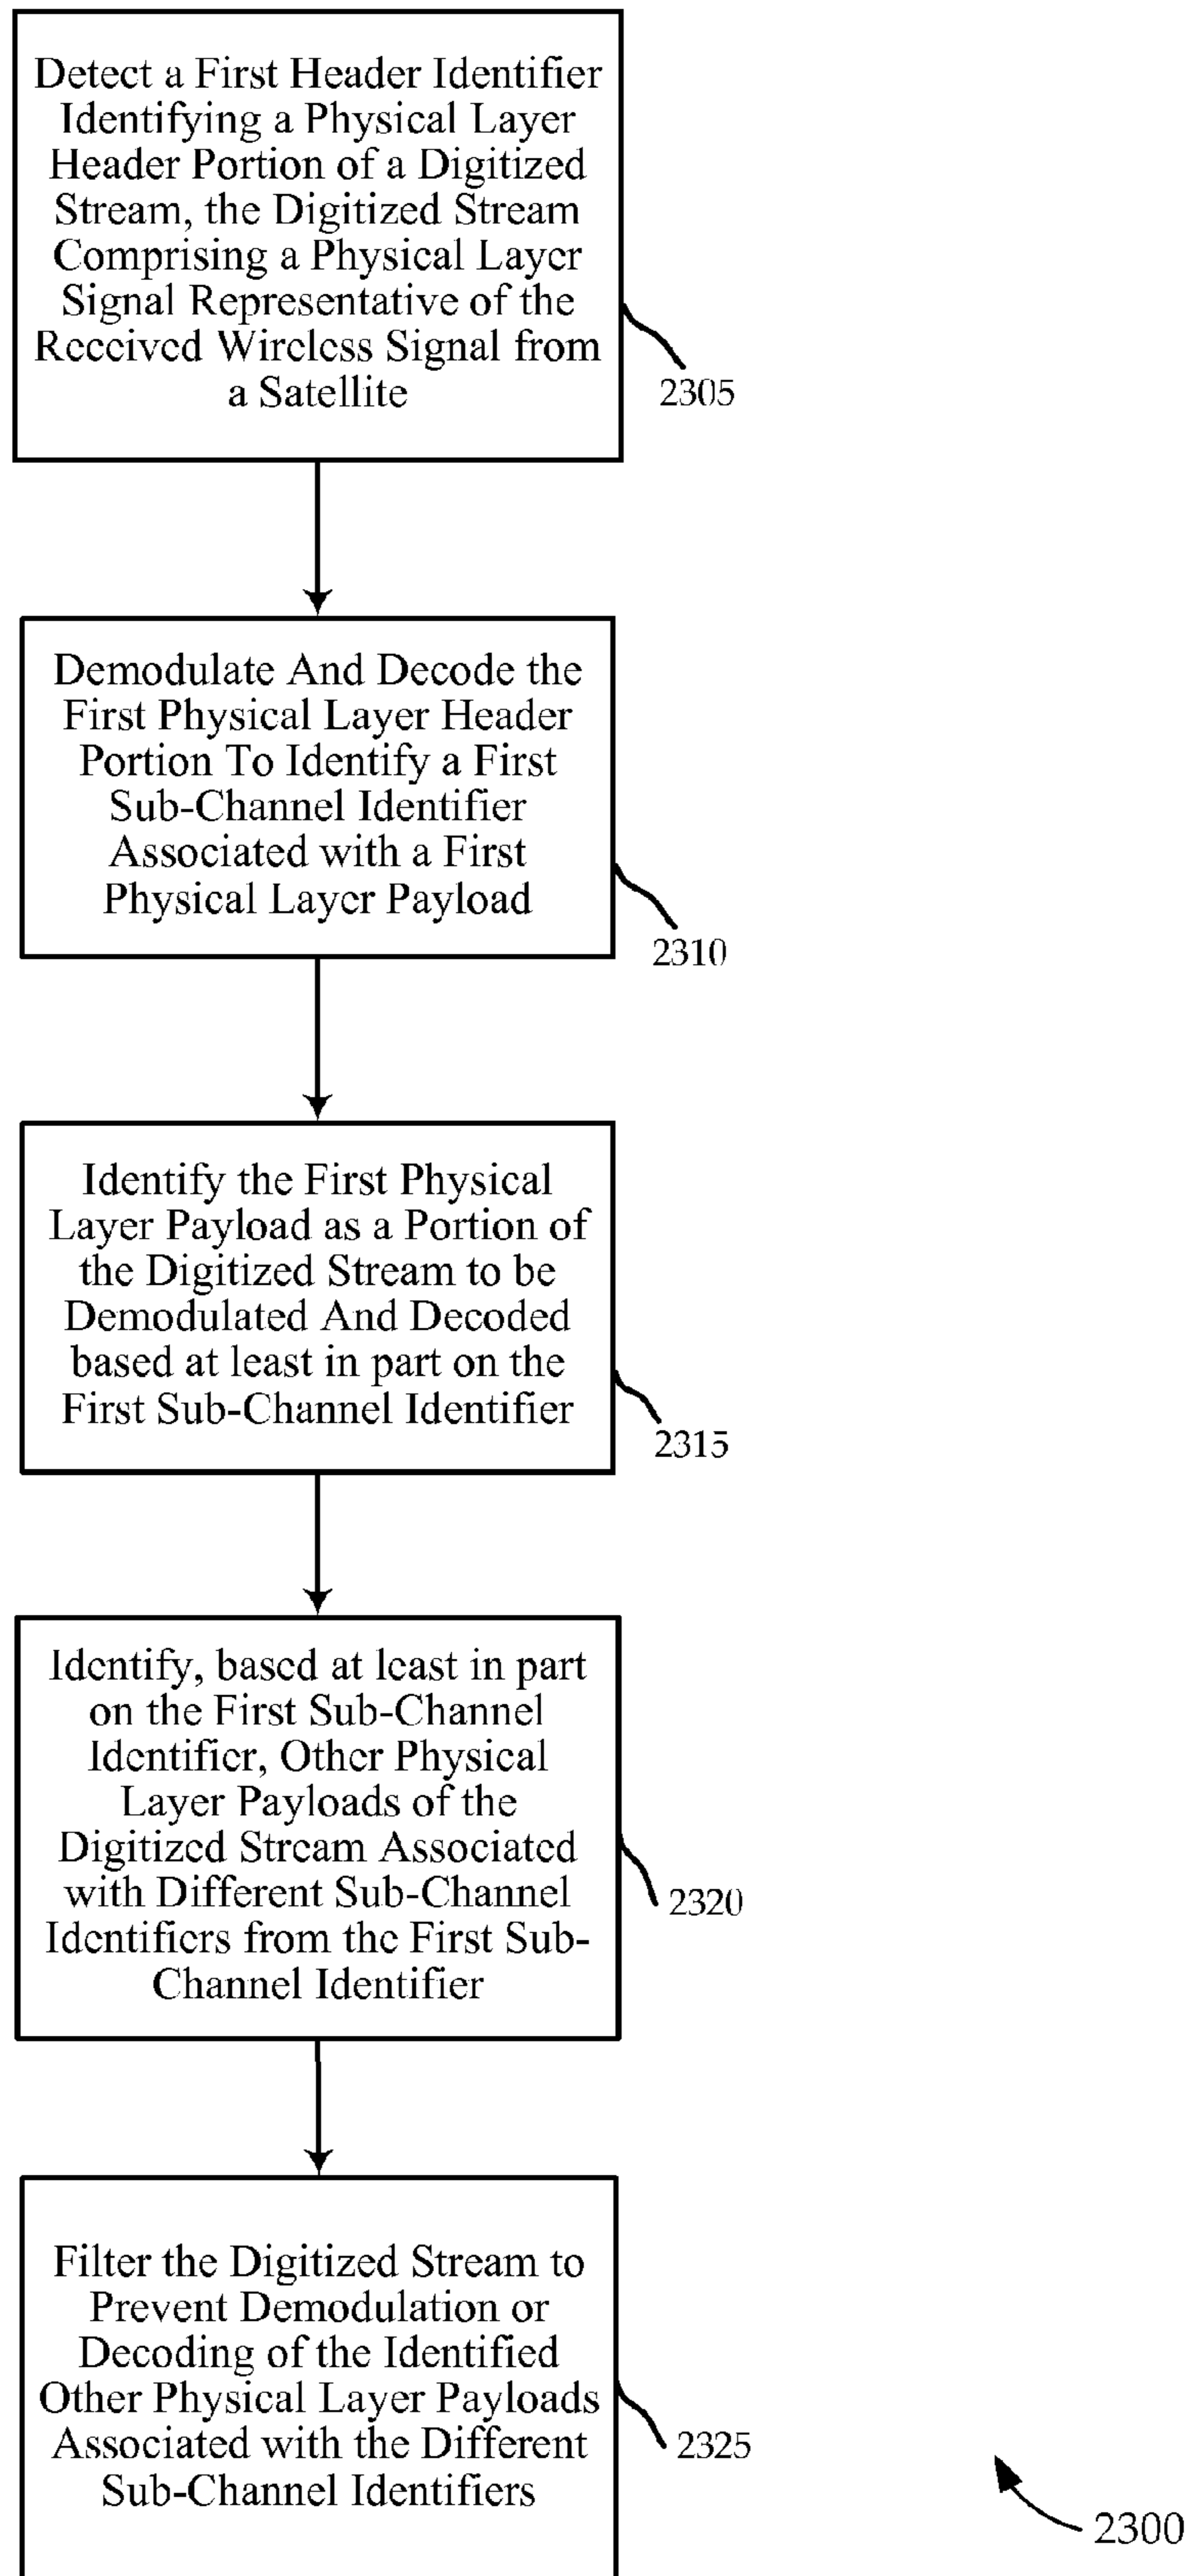 Detect a First Header Identifier
Identifying a Physical Layer
Header Portion of a Digitized
Stream, the Digitized Stream
Comprising a Physical Layer
Signal Representative of the
Received Wireless Signal from
a Satellite
2305
Demodulate And Decode the
First Physical Layer Header
Portion To Identify a First
Sub-Channel Identifier
Associated with a First
Physical Layer Payload
2310
Identify the First Physical
Layer Payload as a Portion of
the Digitized Stream to be
Demodulated And Decoded
based at least in part on the
First Sub-Channel Identifier
2315
Identify, based at least in part
on the First Sub-Channel
Identifier, Other Physical
Layer Payloads of the
Digitized Stream Associated
with Different Sub-Channel
Identifiers from the First Sub-
Channel Identifier
2320
Filter the Digitized Stream to
Prevent Demodulation or
Decoding of the Identified
Other Physical Layer Payloads
Associated with the Different
Sub-Channel Identifiers
2325
2300